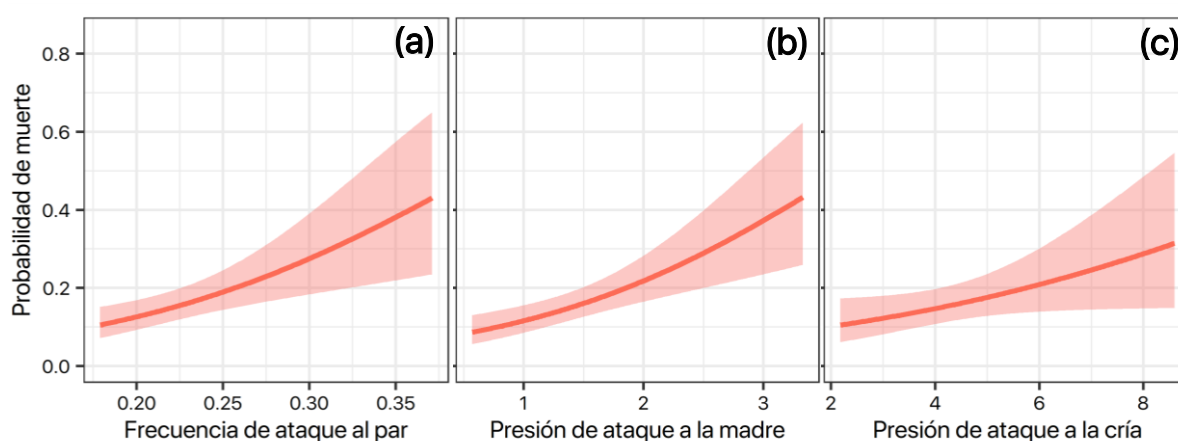 (a)
(b)
(c)
Probabilidad de muerte
0.8
0.6
0.4
0.2
0.0
0.20 0.25 0.30 0.35
1 2 3
2 4 6 8
Frecuencia de ataque al par
Presión de ataque a la madre
Presión de ataque a la cría